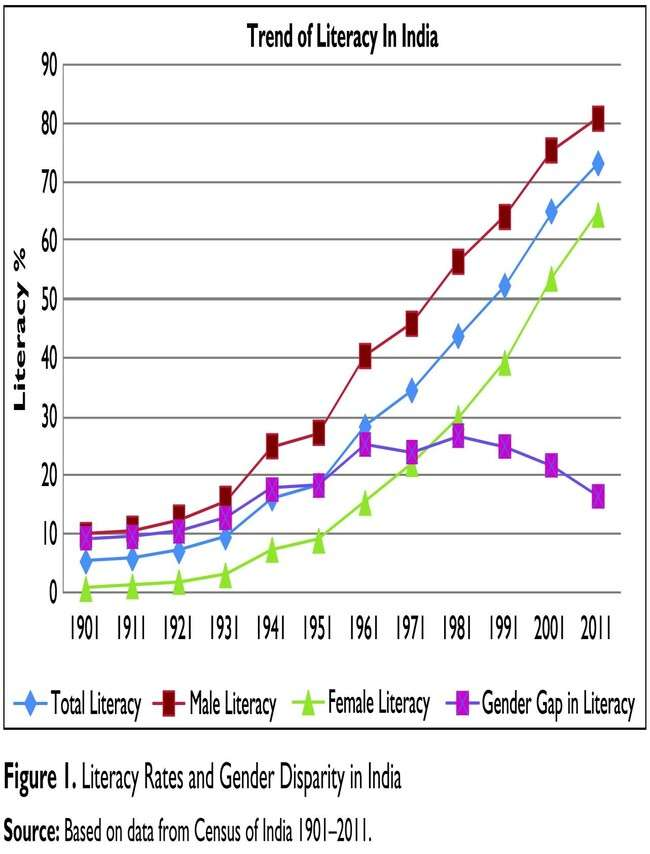 Trend of Literacy In India
90
80
70
60
50
40
30
20
10
0
Literacy %
1901 1911 1921 1931 1941 1951 1961 1971 1981 1991 2001 2011
Total Literacy Male Literacy Female Literacy Gender Gap in Literacy
Figure 1. Literacy Rates and Gender Disparity in India
Source: Based on data from Census of India 1901–2011.